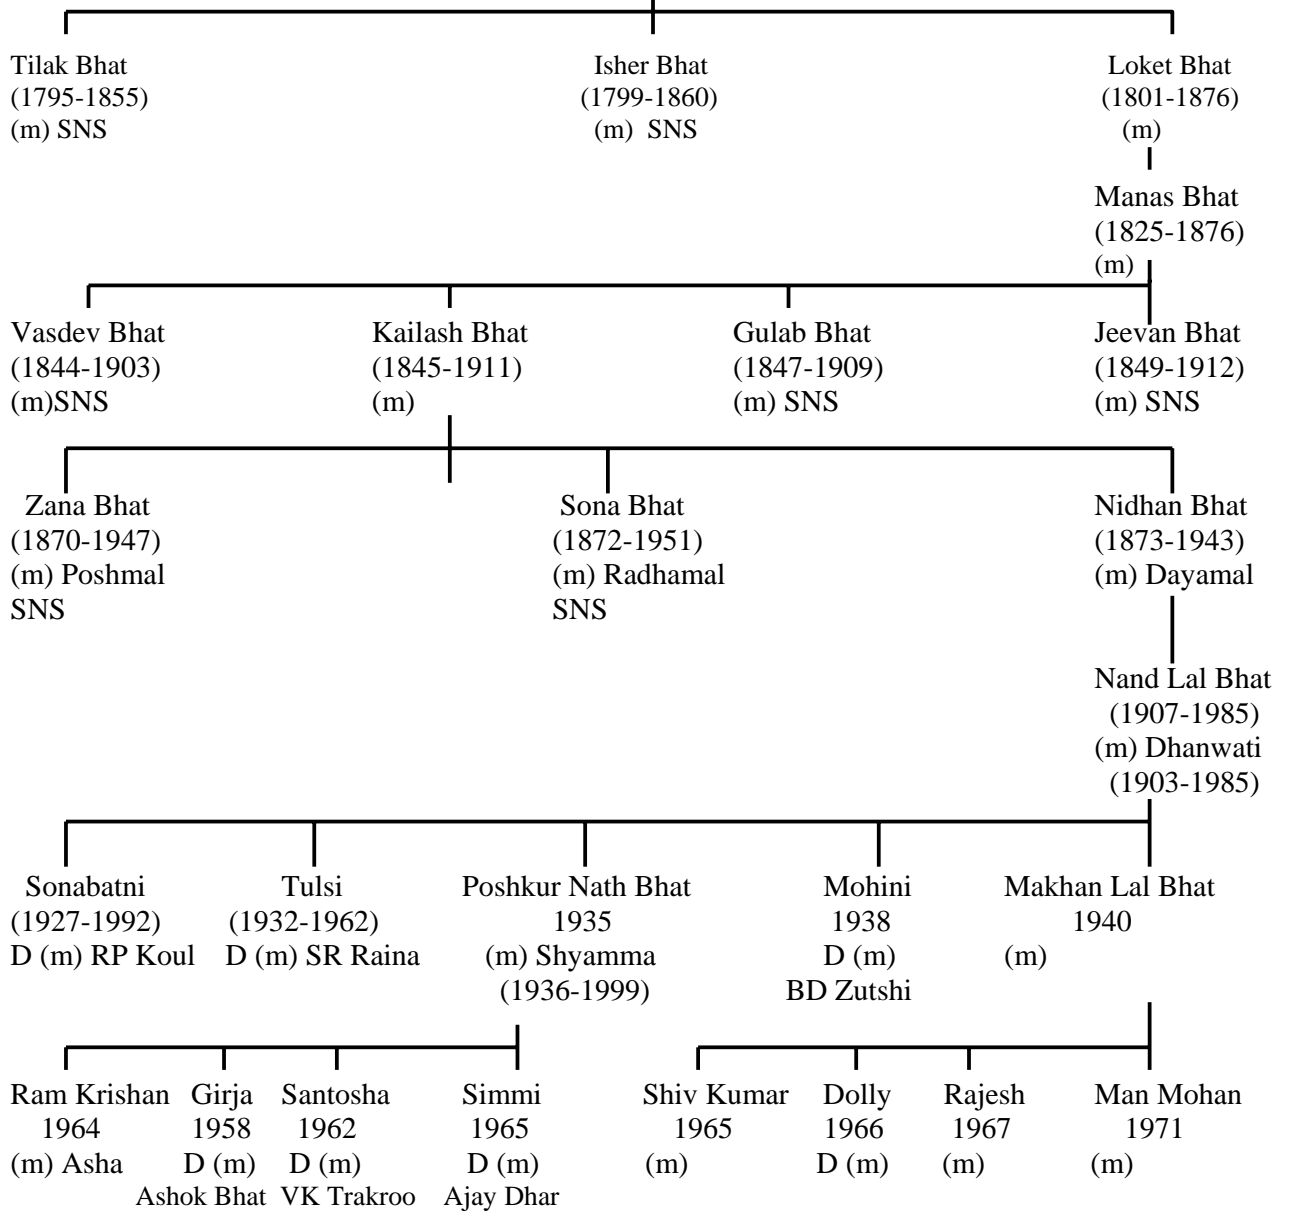 Tilak Bhat
(1795-1855)
(m) SNS
Isher Bhat
(1799-1860)
(m) SNS
Loket Bhat
(1801-1876)
(m)
Manas Bhat
(1825-1876)
(m)
Vasdev Bhat
(1844-1903)
(m)SNS
Kailash Bhat
(1845-1911)
(m)
Gulab Bhat
(1847-1909)
(m) SNS
Jeevan Bhat
(1849-1912)
(m) SNS
Zana Bhat
(1870-1947)
(m) Poshmal
SNS
Sona Bhat
(1872-1951)
(m) Radhamal
SNS
Nidhan Bhat
(1873-1943)
(m) Dayamal
Nand Lal Bhat
(1907-1985)
(m) Dhanwati
(1903-1985)
Sonabatni
(1927-1992)
D (m) RP Koul
Tulsi
(1932-1962)
D (m) SR Raina
Poshkur Nath Bhat
1935
(m) Shyamma
(1936-1999)
Mohini
1938
D (m)
BD Zutshi
Makhan Lal Bhat
1940
(m)
Ram Krishan
1964
(m) Asha
Girja
1958
D (m)
Ashok Bhat
Santosha
1962
D (m)
VK Trakroo
Simmi
1965
D (m)
Ajay Dhar
Shiv Kumar
1965
(m)
Dolly
1966
D (m)
Rajesh
1967
(m)
Man Mohan
1971
(m)